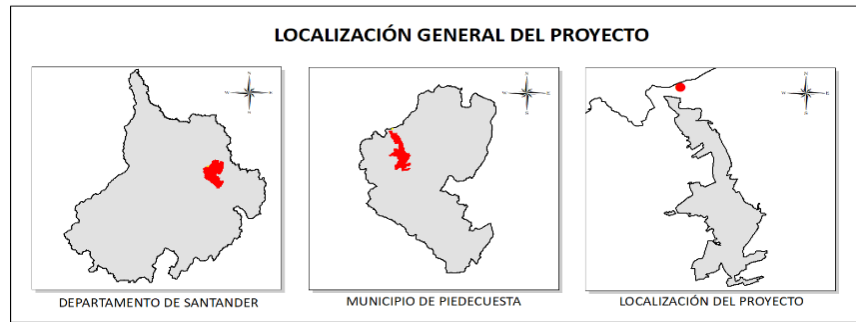 LOCALIZACIÓN GENERAL DEL PROYECTO
N
W E
S
N
W E
S
N
W E
S
DEPARTAMENTO DE SANTANDER
MUNICIPIO DE PIEDECUESTA
LOCALIZACIÓN DEL PROYECTO